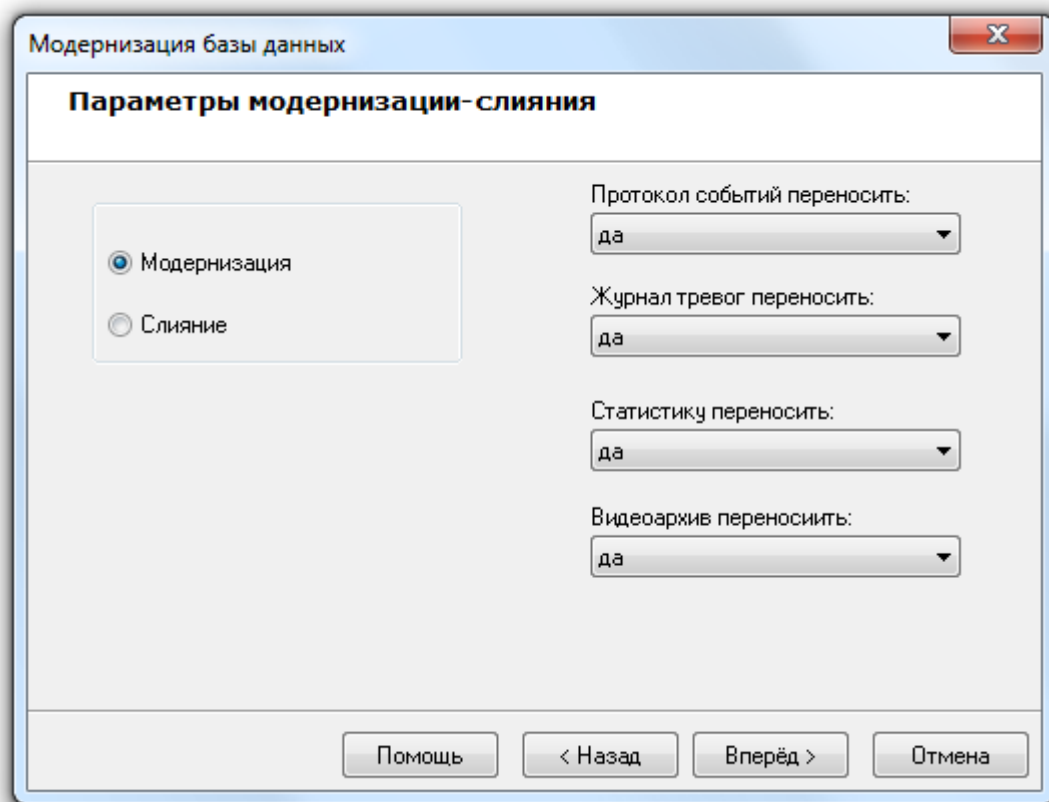 Модернизация базы данных
Параметры модернизации-слияния
Модернизация
Слияние
Протокол событий переносить:
да
Журнал тревог переносить:
да
Статистику переносить:
да
Видеоархив переносиить:
да
Помощь
< Назад
Вперёд >
Отмена